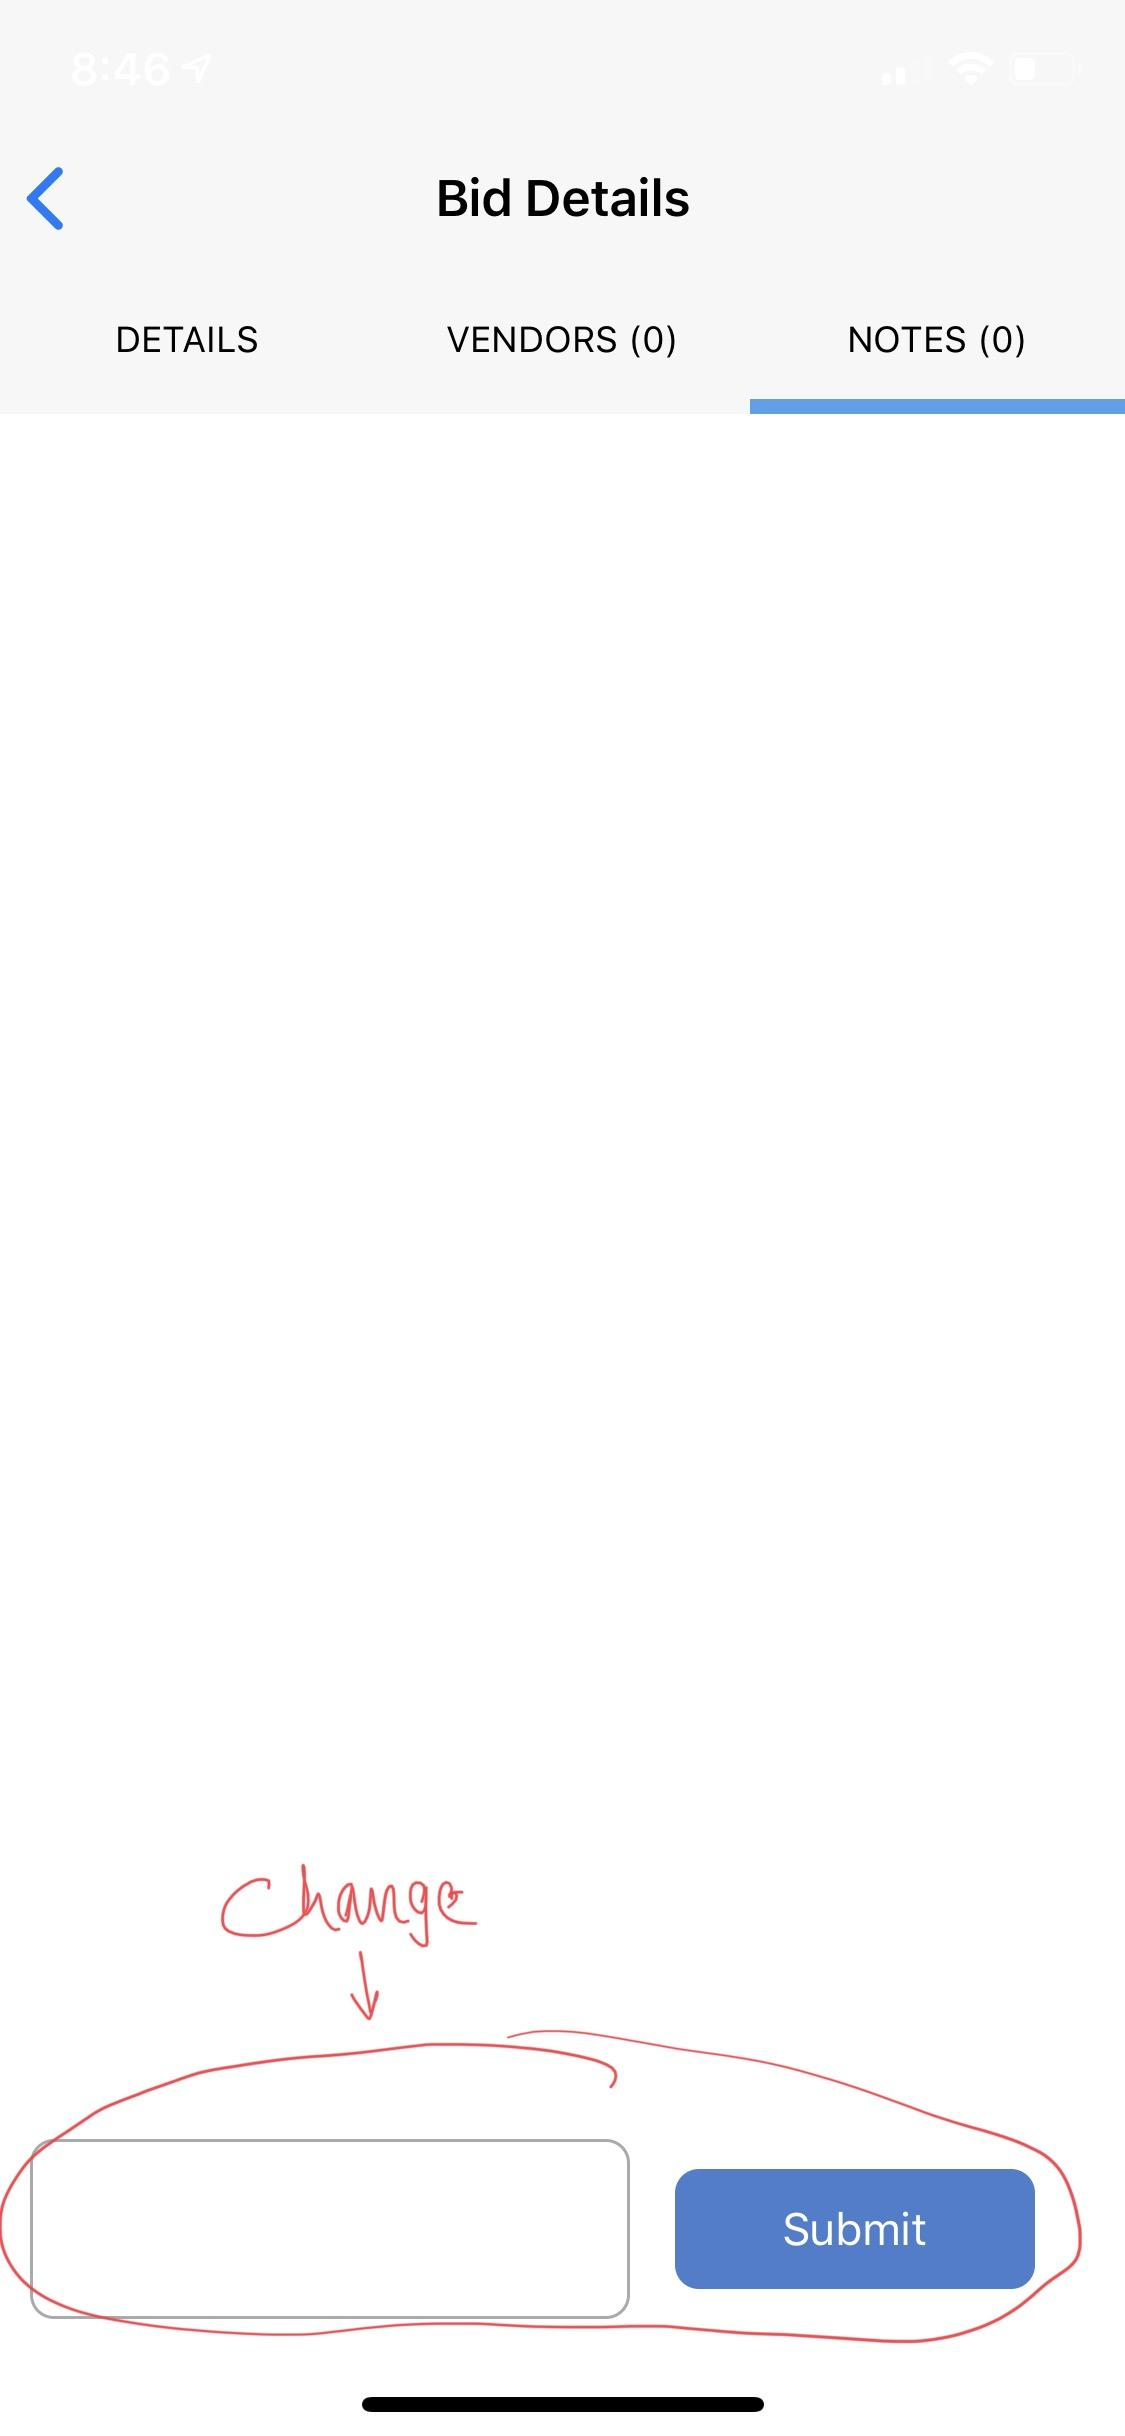 8:46
Bid Details
DETAILS VENDORS (0) NOTES (0)
Change
Submit